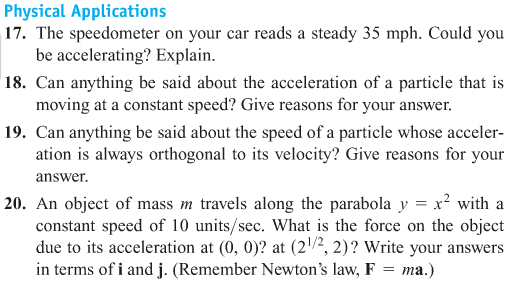 Physical Applications
17. The speedometer on your car reads a steady 35 mph. Could you
be accelerating? Explain.
18. Can anything be said about the acceleration of a particle that is
moving at a constant speed? Give reasons for your answer.
19. Can anything be said about the speed of a particle whose acceler-
ation is always orthogonal to its velocity? Give reasons for your
answer.
20. An object of mass m travels along the parabola y = x² with a
constant speed of 10 units/sec. What is the force on the object
due to its acceleration at (0, 0)? at (2^{1/2}, 2)? Write your answers
in terms of i and j. (Remember Newton's law, F = ma.)